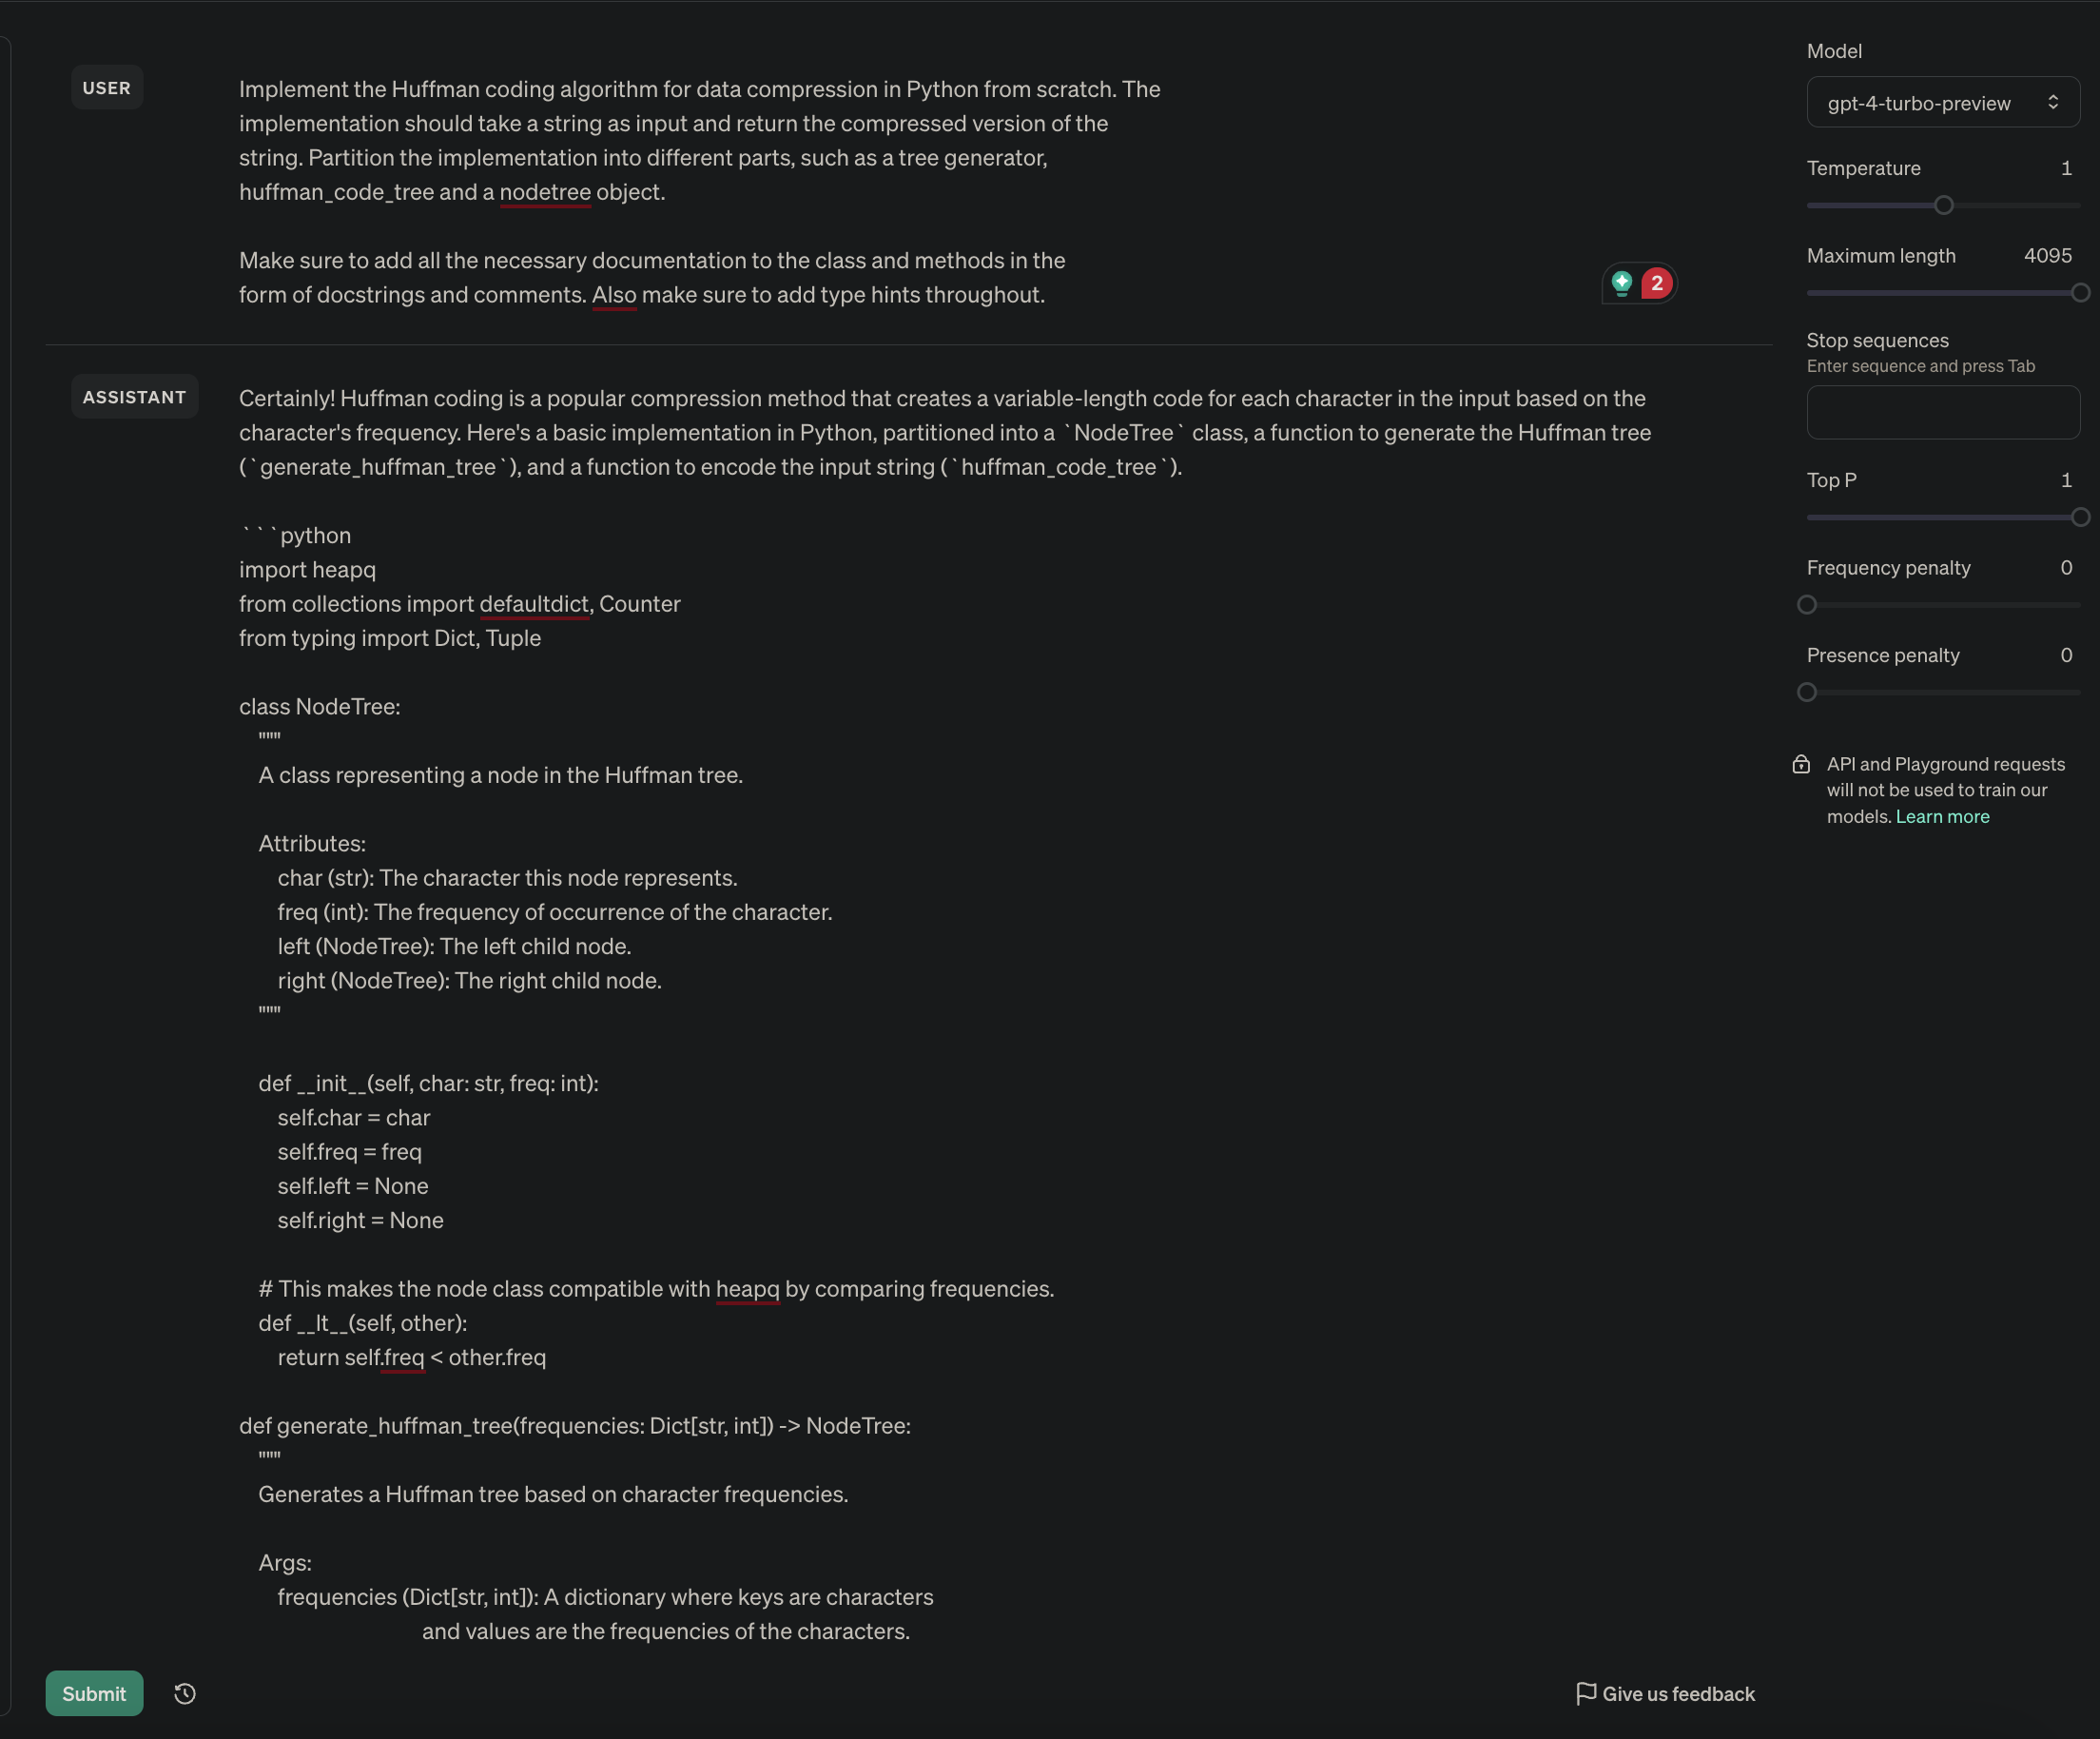 USER
Implement the Huffman coding algorithm for data compression in Python from scratch. The
implementation should take a string as input and return the compressed version of the
string. Partition the implementation into different parts, such as a tree generator,
huffman_code_tree and a nodetree object.
Make sure to add all the necessary documentation to the class and methods in the
form of docstrings and comments. Also make sure to add type hints throughout.
2
ASSISTANT
Certainly! Huffman coding is a popular compression method that creates a variable-length code for each character in the input based on the
character's frequency. Here's a basic implementation in Python, partitioned into a `NodeTree` class, a function to generate the Huffman tree
(`generate_huffman_tree`), and a function to encode the input string (`huffman_code_tree`).
```python
import heapq
from collections import defaultdict, Counter
from typing import Dict, Tuple
class NodeTree:
"""
A class representing a node in the Huffman tree.
Attributes:
char (str): The character this node represents.
freq (int): The frequency of occurrence of the character.
left (NodeTree): The left child node.
right (NodeTree): The right child node.
"""
def __init__(self, char: str, freq: int):
self.char = char
self.freq = freq
self.left = None
self.right = None
# This makes the node class compatible with heapq by comparing frequencies.
def __lt__(self, other):
return self.freq < other.freq
def generate_huffman_tree(frequencies: Dict[str, int]) -> NodeTree:
"""
Generates a Huffman tree based on character frequencies.
Args:
frequencies (Dict[str, int]): A dictionary where keys are characters
and values are the frequencies of the characters.
Submit
Give us feedback
Model
gpt-4-turbo-preview
Temperature 1
Maximum length 4095
Stop sequences
Enter sequence and press Tab
Top P 1
Frequency penalty 0
Presence penalty 0
API and Playground requests
will not be used to train our
models. Learn more